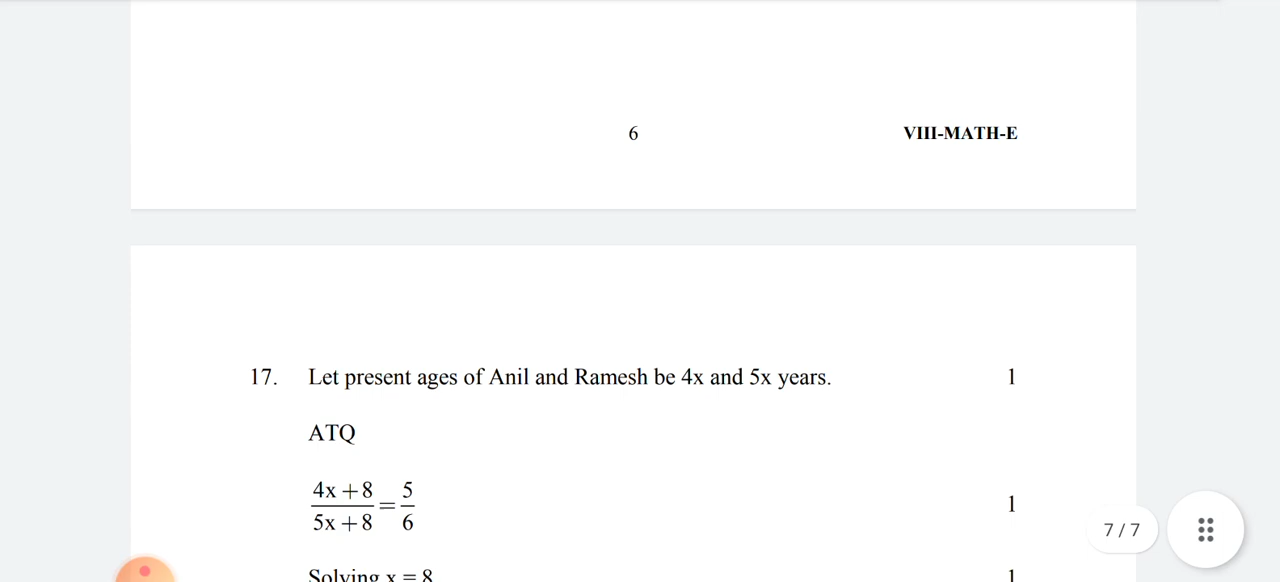 6 VIII-MATH-E
17. Let present ages of Anil and Ramesh be 4x and 5x years. 1
ATQ
4x + 8 / 5x + 8 = 5 / 6 1
7 / 7
Solving x = 8 1